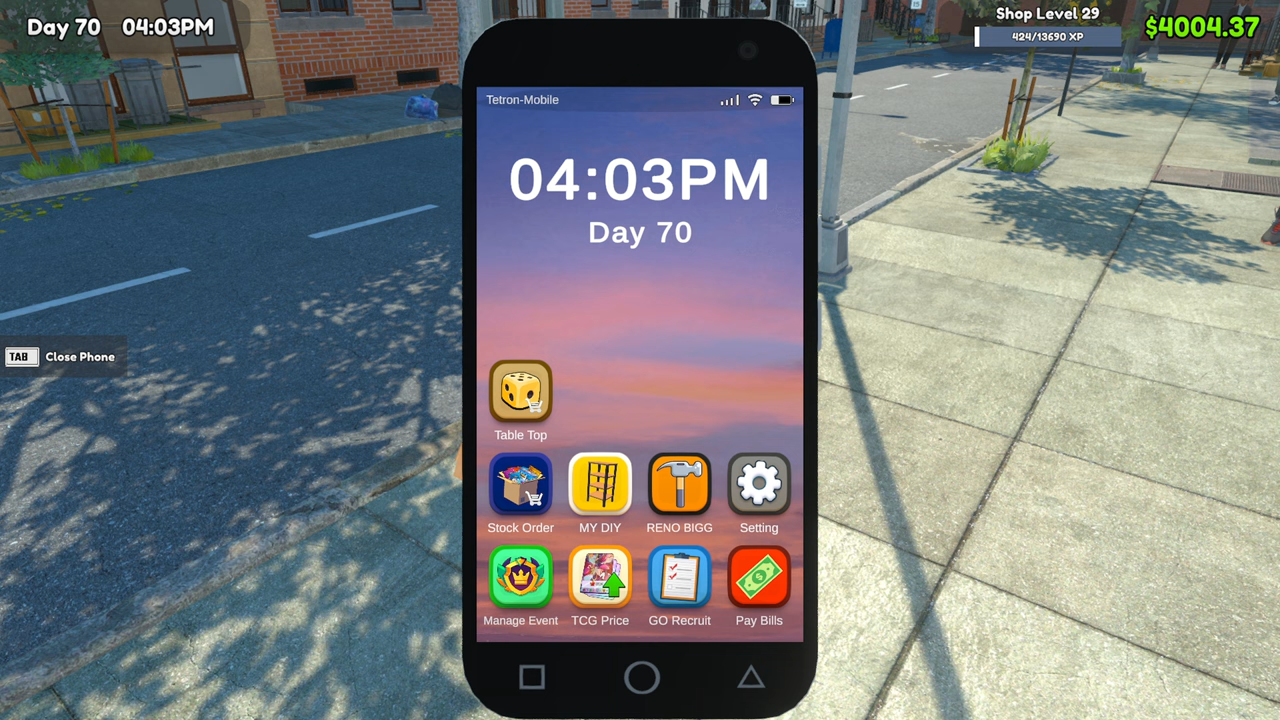 Day 70 04:03PM
Shop Level 29
424/13690 XP
$4004.37
Tetron-Mobile
04:03PM
Day 70
TAB Close Phone
Table Top
Stock Order MY DIY RENO BIGG Setting
Manage Event TCG Price GO Recruit Pay Bills